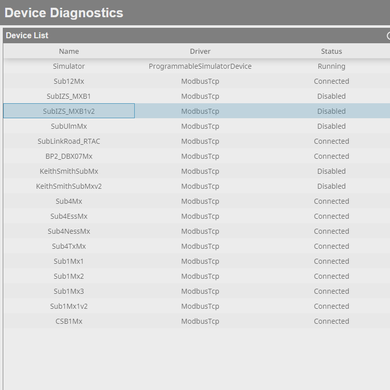 Device Diagnostics
Device List
Name Driver Status
Simulator ProgrammableSimulatorDevice Running
Sub12Mx ModbusTcp Connected
SubIZS_MXB1 ModbusTcp Disabled
SubIZS_MXB1v2 ModbusTcp Disabled
SubUlmMx ModbusTcp Disabled
SubLinkRoad_RTAC ModbusTcp Connected
BP2_DBX07Mx ModbusTcp Connected
KeithSmithSubMx ModbusTcp Disabled
KeithSmithSubMxv2 ModbusTcp Disabled
Sub4Mx ModbusTcp Connected
Sub4EssMx ModbusTcp Connected
Sub4NessMx ModbusTcp Connected
Sub4TxMx ModbusTcp Connected
Sub1Mx1 ModbusTcp Connected
Sub1Mx2 ModbusTcp Connected
Sub1Mx3 ModbusTcp Connected
Sub1Mx1v2 ModbusTcp Connected
CSB1Mx ModbusTcp Connected